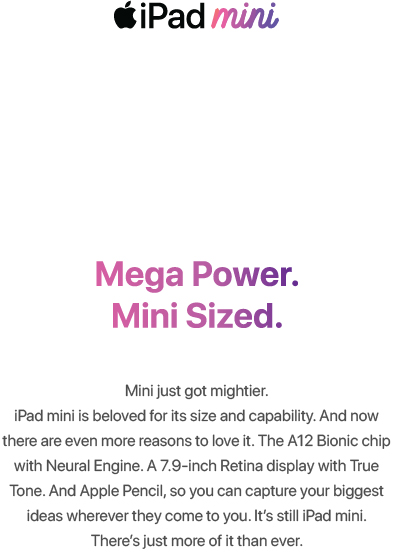 iPad mini
Mega Power.
Mini Sized.
Mini just got mightier.
iPad mini is beloved for its size and capability. And now
there are even more reasons to love it. The A12 Bionic chip
with Neural Engine. A 7.9-inch Retina display with True
Tone. And Apple Pencil, so you can capture your biggest
ideas wherever they come to you. It’s still iPad mini.
There’s just more of it than ever.